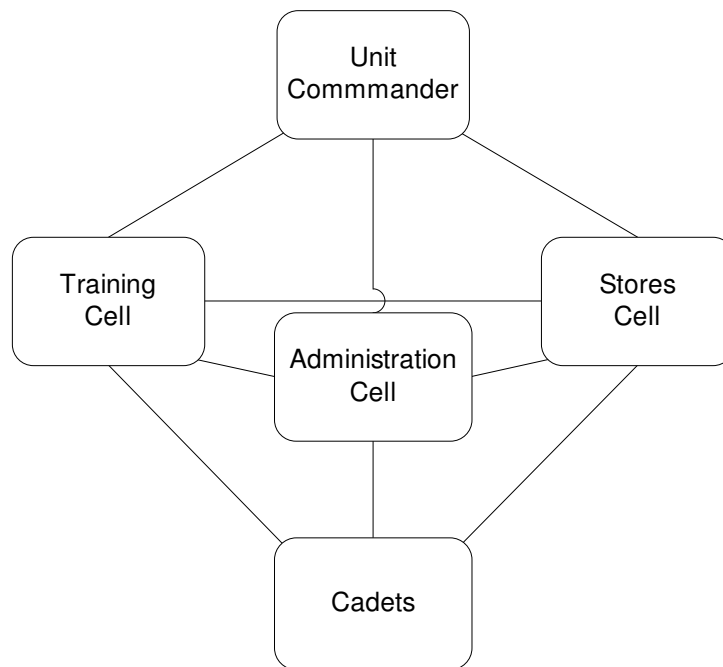 Unit
Commmander
Training
Cell
Stores
Cell
Administration
Cell
Cadets